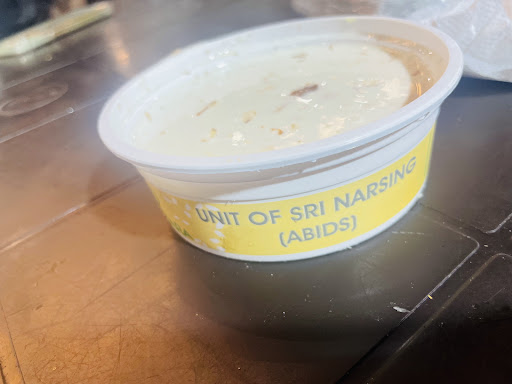 UNIT OF SRI NARSING
(ABIDS)